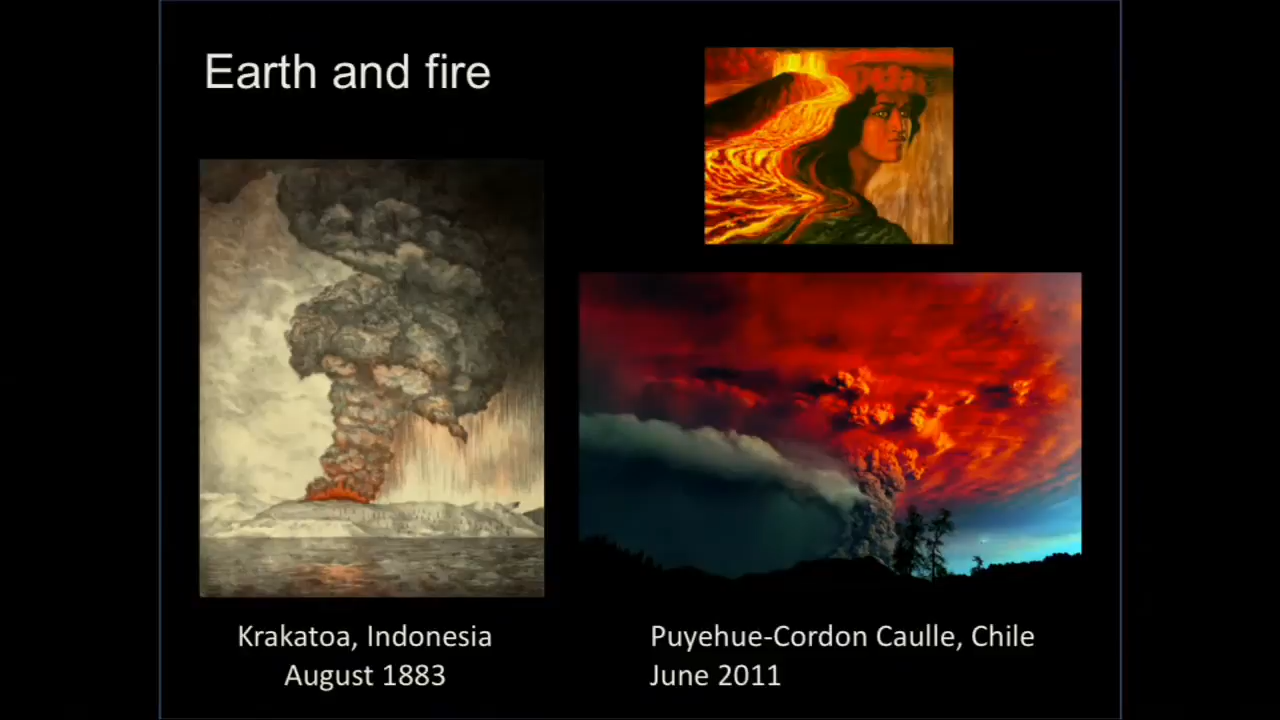 Earth and fire
Krakatoa, Indonesia
August 1883
Puyehue-Cordon Caulle, Chile
June 2011